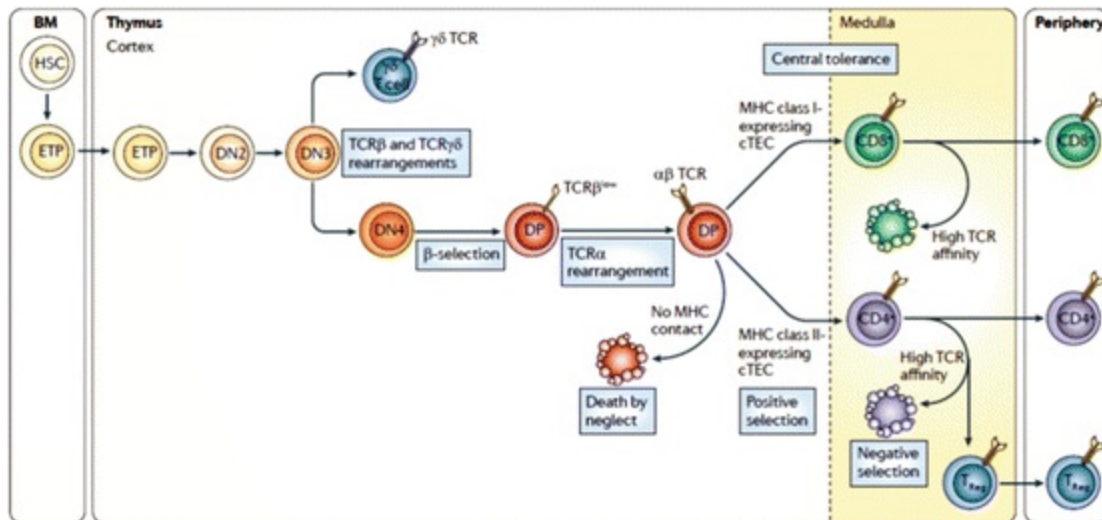 BM
HSC
ETP
Thymus
Cortex
ETP
DN2
DN3
γδ TCR
γδ
T cell
TCRβ and TCRγδ
rearrangements
DN4
β-selection
DP
TCRα
rearrangement
αβ TCR
DP
No MHC
contact
Death by
neglect
Central tolerance
MHC class I-
expressing
cTEC
MHC class II-
expressing
cTEC
Positive
selection
Medulla
CD8⁺
High TCR
affinity
CD4⁺
High TCR
affinity
Negative
selection
TReg
Periphery
CD8⁺
CD4⁺
TReg